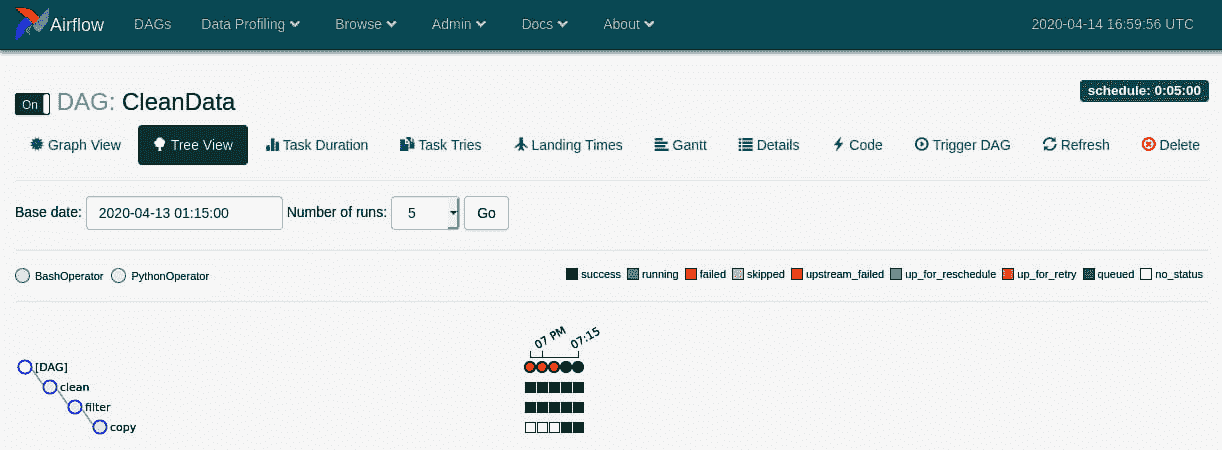 Airflow DAGs Data Profiling Browse Admin Docs About 2020-04-14 16:59:56 UTC
schedule: 0:05:00
On DAG: CleanData
Graph View Tree View Task Duration Task Tries Landing Times Gantt Details Code Trigger DAG Refresh Delete
Base date: 2020-04-13 01:15:00 Number of runs: 5 Go
BashOperator PythonOperator success running failed skipped upstream_failed up_for_reschedule up_for_retry queued no_status
07 PM 07:15
[DAG]
clean
filter
copy